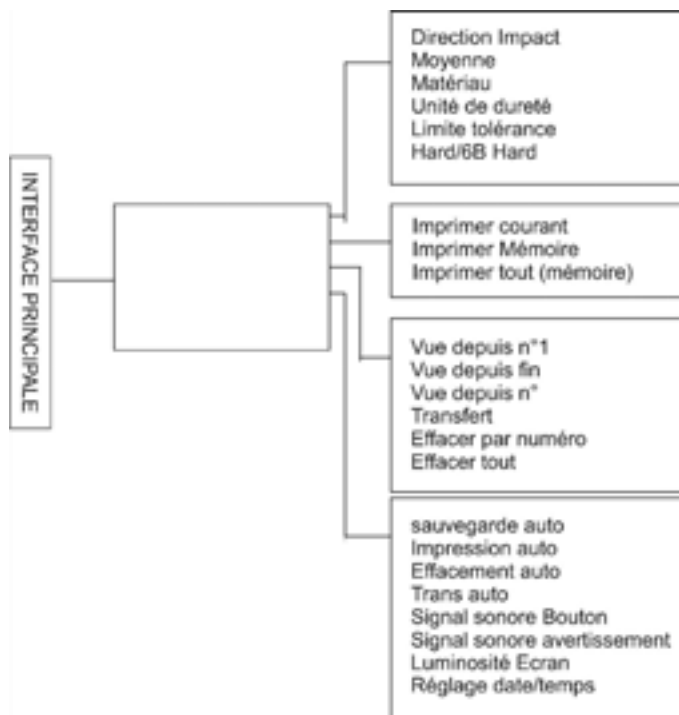 INTERFACE PRINCIPALE
Direction Impact
Moyenne
Matériau
Unité de dureté
Limite tolérance
Hard/6B Hard
Imprimer courant
Imprimer Mémoire
Imprimer tout (mémoire)
Vue depuis n°1
Vue depuis fin
Vue depuis n°
Transfert
Effacer par numéro
Effacer tout
sauvegarde auto
Impression auto
Effacement auto
Trans auto
Signal sonore Bouton
Signal sonore avertissement
Luminosité Ecran
Réglage date/temps